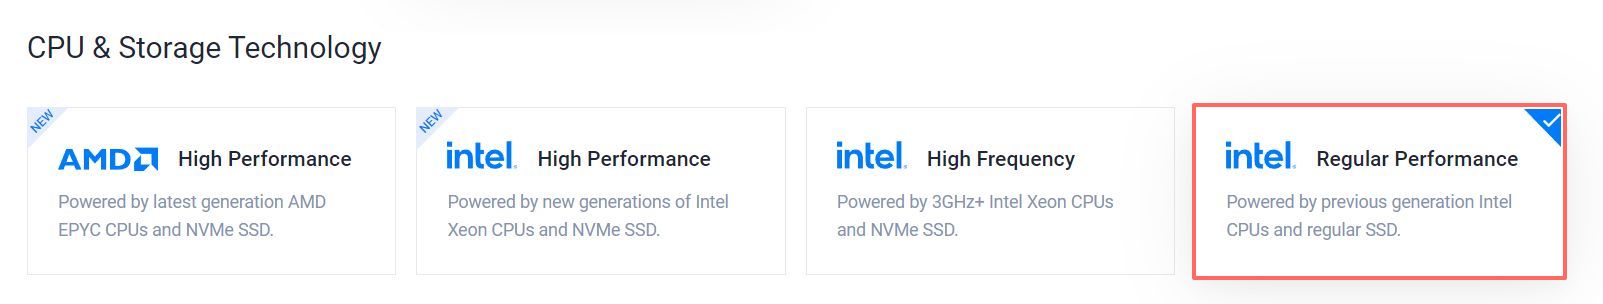 CPU & Storage Technology
NEW
AMD High Performance
Powered by latest generation AMD
EPYC CPUs and NVMe SSD.
NEW
intel. High Performance
Powered by new generations of Intel
Xeon CPUs and NVMe SSD.
intel. High Frequency
Powered by 3GHz+ Intel Xeon CPUs
and NVMe SSD.
intel. Regular Performance
Powered by previous generation Intel
CPUs and regular SSD.